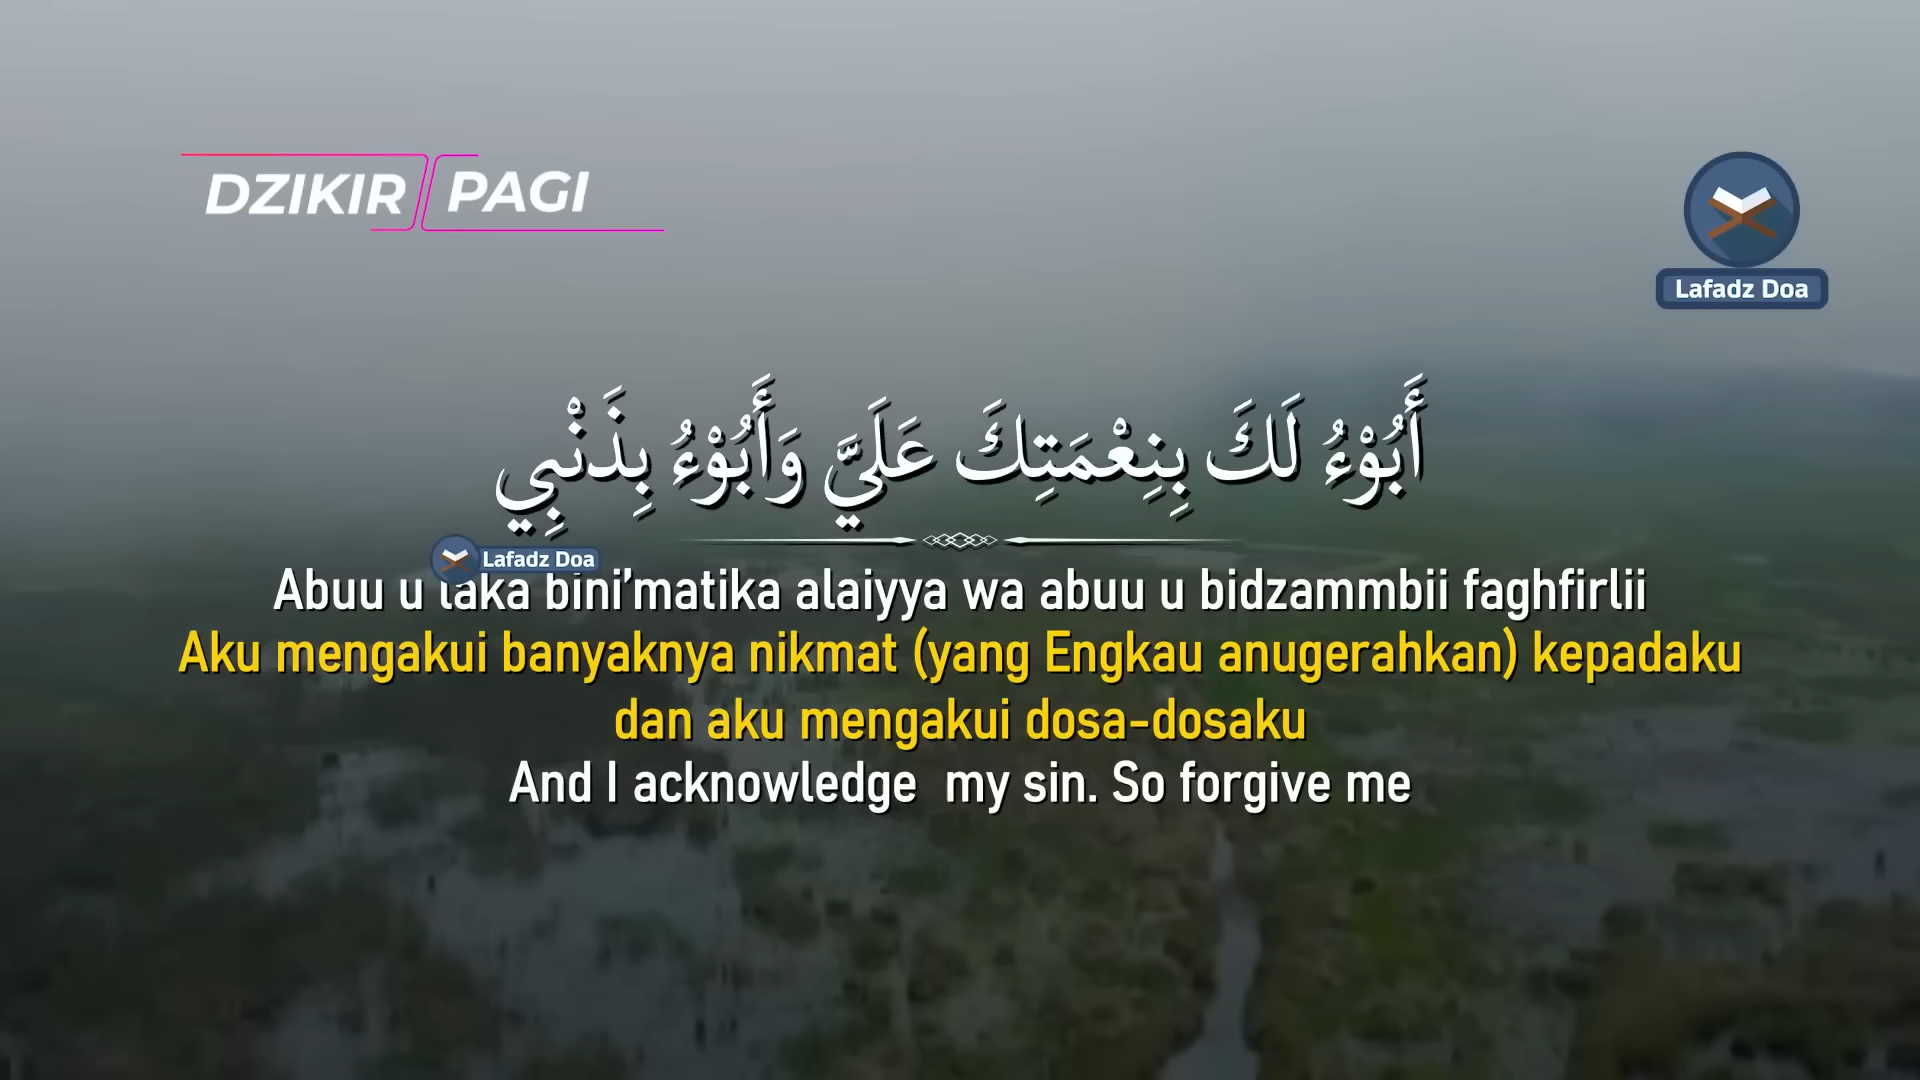 DZIKIR PAGI
Lafadz Doa
أَبُوْءُ لَكَ بِنِعْمَتِكَ عَلَيَّ وَأَبُوْءُ بِذَنْبِي
Lafadz Doa
Abuu u laka bini’matika alaiyya wa abuu u bidzammbii faghfirlii
Aku mengakui banyaknya nikmat (yang Engkau anugerahkan) kepadaku
dan aku mengakui dosa-dosaku
And I acknowledge my sin. So forgive me